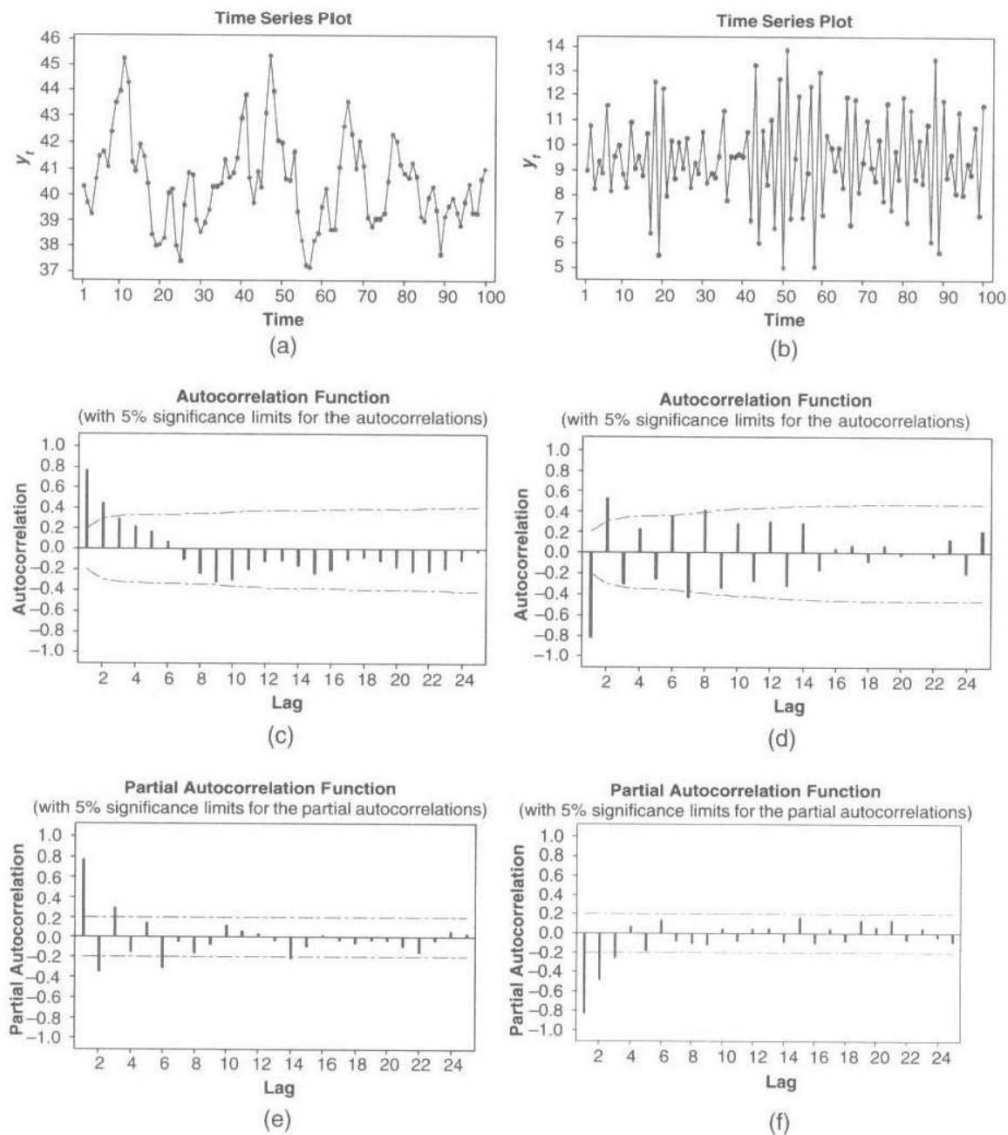 Time Series Plot
46
45
44
43
42
41
40
39
38
37
yt
1 10 20 30 40 50 60 70 80 90 100
Time
(a)
Time Series Plot
14
13
12
11
10
9
8
7
6
5
yt
1 10 20 30 40 50 60 70 80 90 100
Time
(b)
Autocorrelation Function
(with 5% significance limits for the autocorrelations)
1.0
0.8
0.6
0.4
0.2
0.0
−0.2
−0.4
−0.6
−0.8
−1.0
Autocorrelation
2 4 6 8 10 12 14 16 18 20 22 24
Lag
(c)
Autocorrelation Function
(with 5% significance limits for the autocorrelations)
1.0
0.8
0.6
0.4
0.2
0.0
−0.2
−0.4
−0.6
−0.8
−1.0
Autocorrelation
2 4 6 8 10 12 14 16 18 20 22 24
Lag
(d)
Partial Autocorrelation Function
(with 5% significance limits for the partial autocorrelations)
1.0
0.8
0.6
0.4
0.2
0.0
−0.2
−0.4
−0.6
−0.8
−1.0
Partial Autocorrelation
2 4 6 8 10 12 14 16 18 20 22 24
Lag
(e)
Partial Autocorrelation Function
(with 5% significance limits for the partial autocorrelations)
1.0
0.8
0.6
0.4
0.2
0.0
−0.2
−0.4
−0.6
−0.8
−1.0
Partial Autocorrelation
2 4 6 8 10 12 14 16 18 20 22 24
Lag
(f)